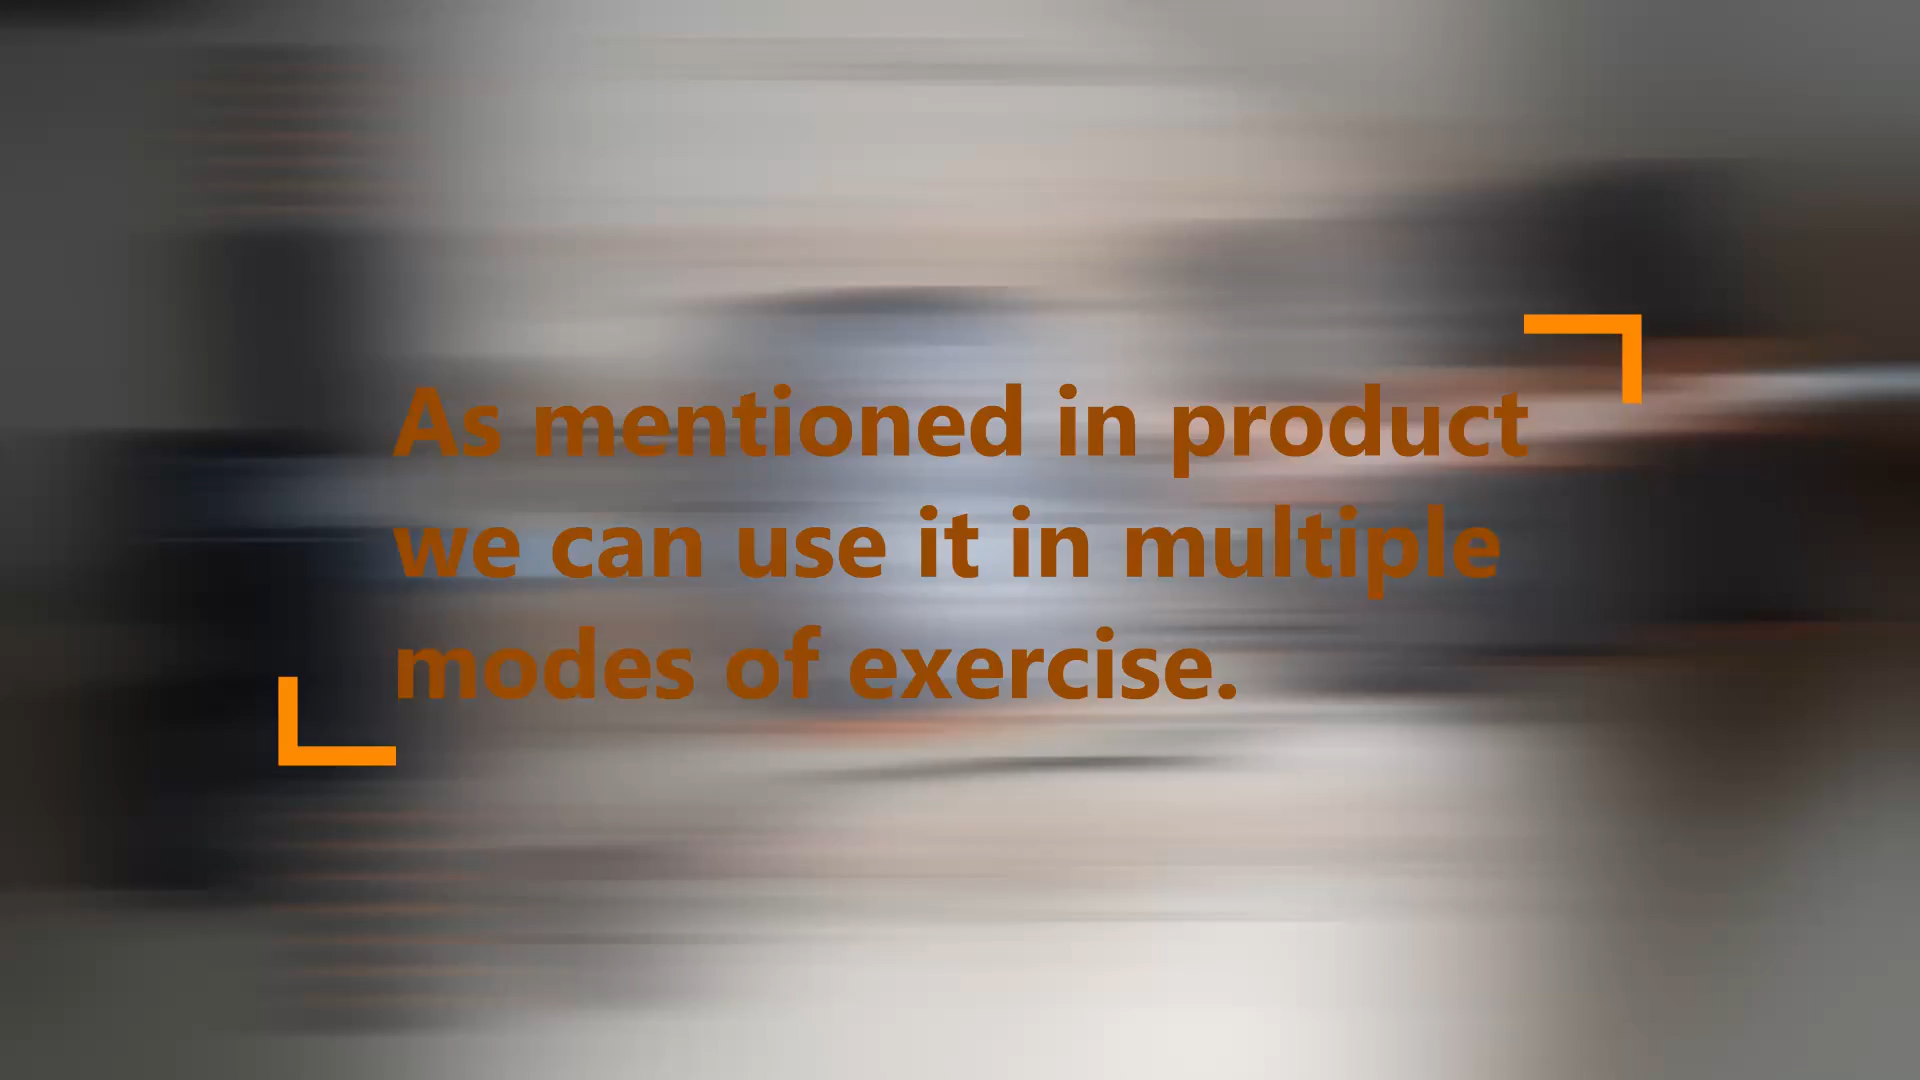 As mentioned in product
we can use it in multiple
modes of exercise.